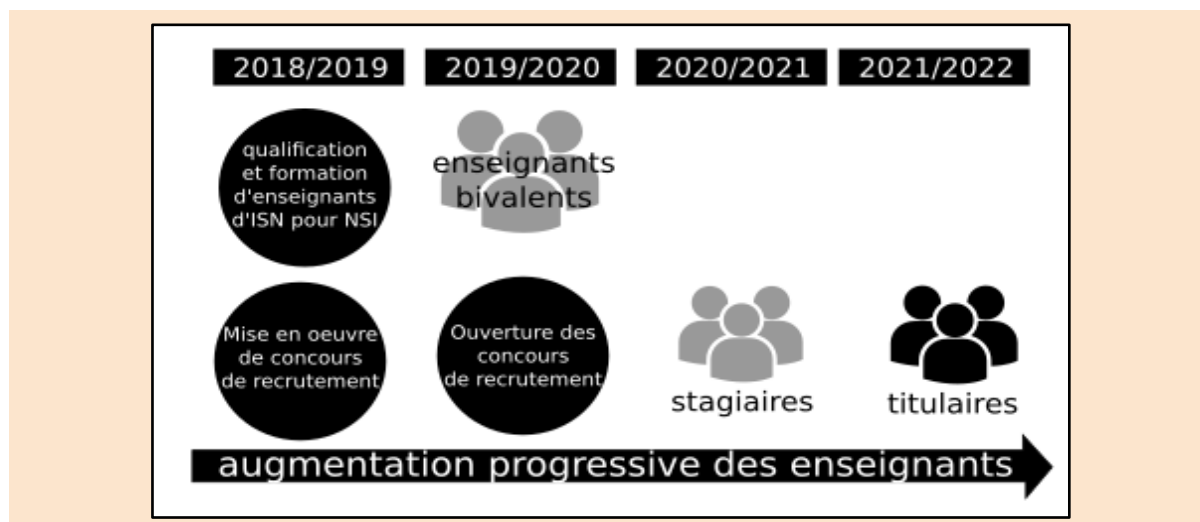 2018/2019 2019/2020 2020/2021 2021/2022
qualification
et formation
d'enseignants
d'ISN pour NSI
enseignants
bivalents
Mise en oeuvre
de concours
de recrutement
Ouverture des
concours
de recrutement
stagiaires
titulaires
augmentation progressive des enseignants